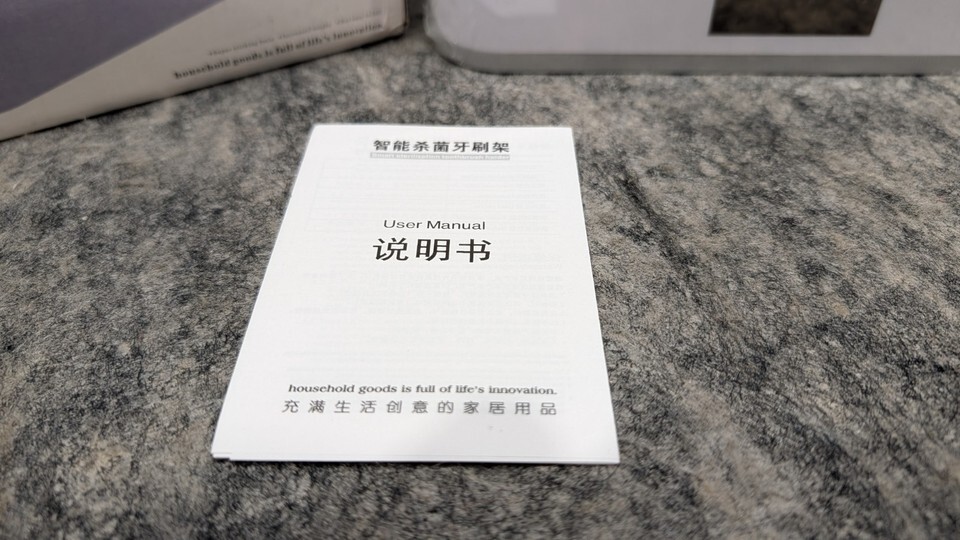 household goods is full of life's innovation
智能杀菌牙刷架
User Manual
说明书
household goods is full of life's innovation.
充满生活创意的家居用品